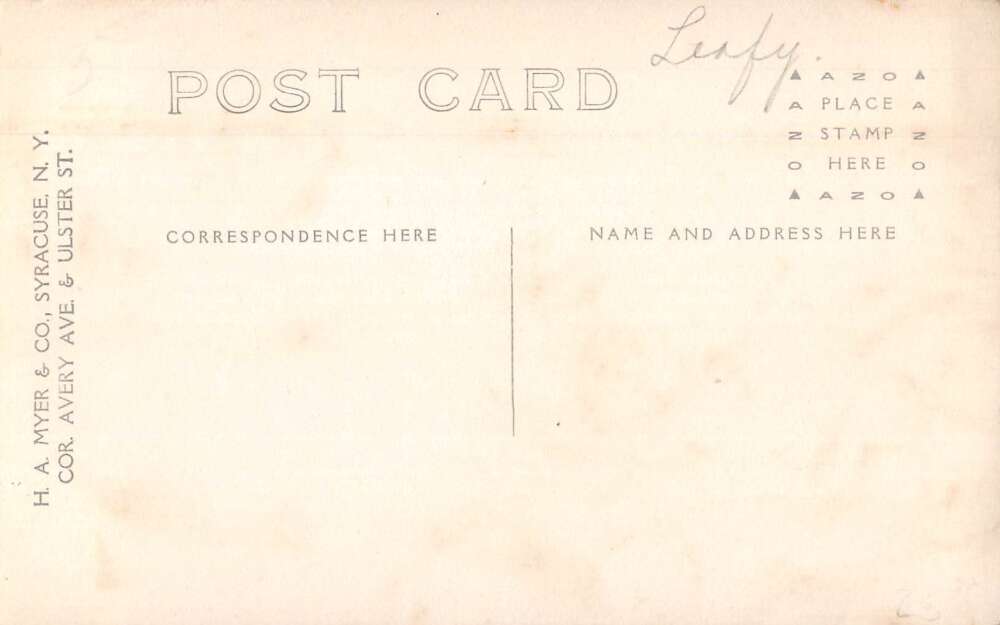 Leafy.
POST CARD
▲ A Z O ▲
A PLACE A
Z STAMP Z
O HERE O
▲ A Z O ▲
CORRESPONDENCE HERE
NAME AND ADDRESS HERE
H. A. MYER & CO., SYRACUSE, N. Y.
COR. AVERY AVE. & ULSTER ST.